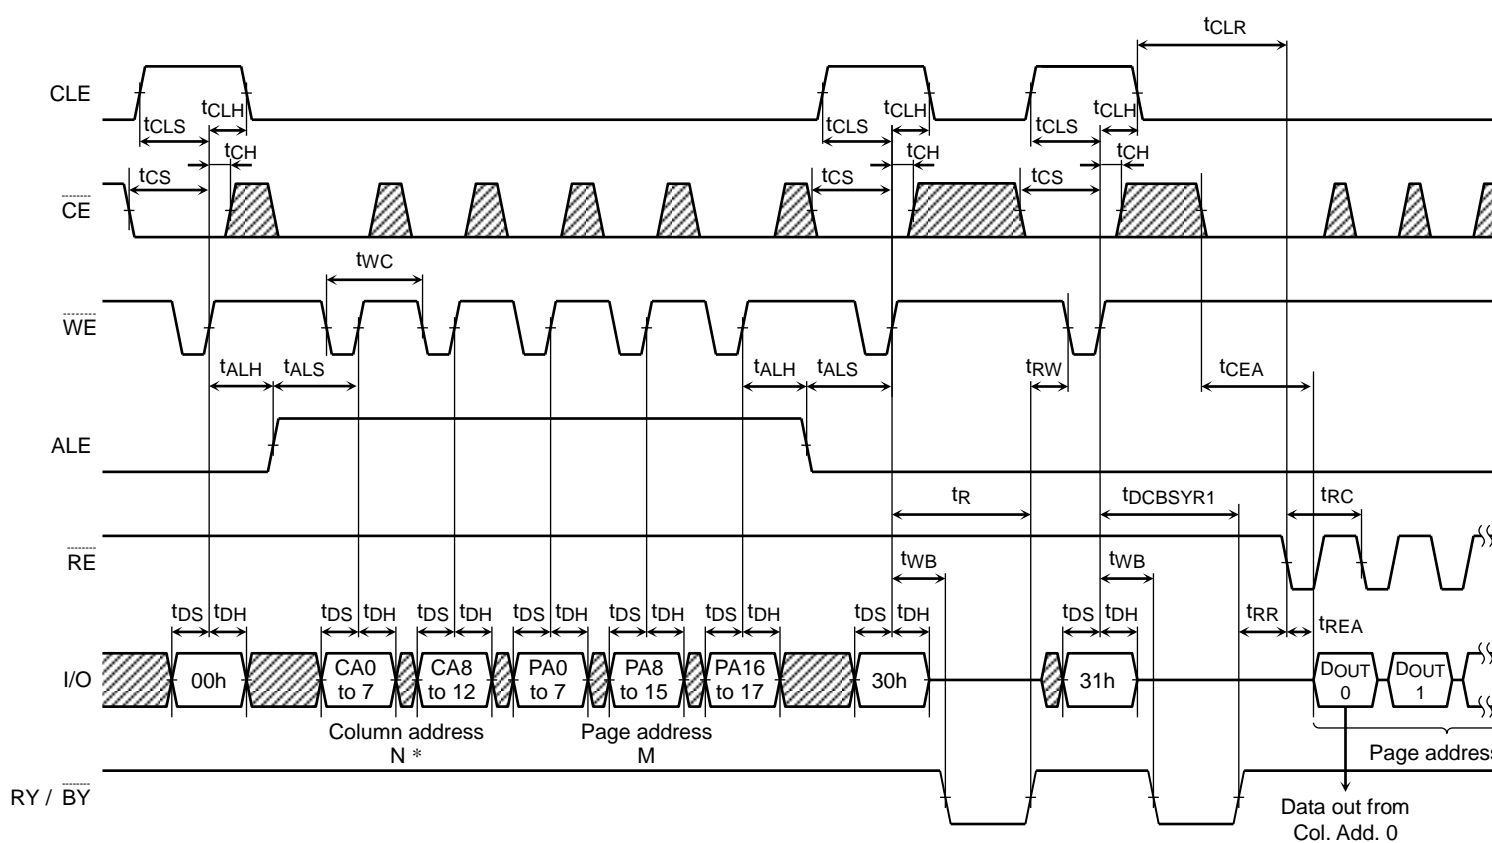 tCLR
CLE
tCLH tCLH tCLH
tCLS tCLS tCLS
tCH tCH tCH
tCS tCS tCS
CE
tWC
WE
tALH tALS tALH tALS tRW tCEA
ALE
tR tDCBSYR1 tRC
RE
tWB tWB
tDS tDH tDS tDH tDS tDH tDS tDH tDS tDH tDS tDH tDS tDH tDS tDH tRR tREA
I/O 00h CA0 to 7 CA8 to 12 PA0 to 7 PA8 to 15 PA16 to 17 30h 31h DOUT 0 DOUT 1
Column address
N *
Page address
M
Page address
RY / BY
Data out from
Col. Add. 0